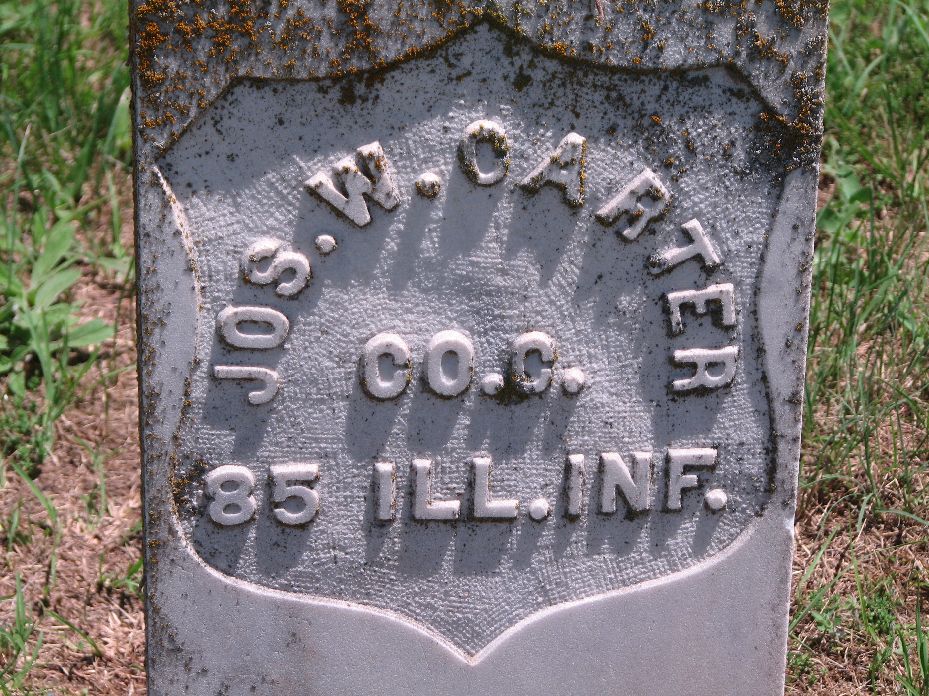 JOS. W. CARTER
CO. C.
85 ILL. INF.